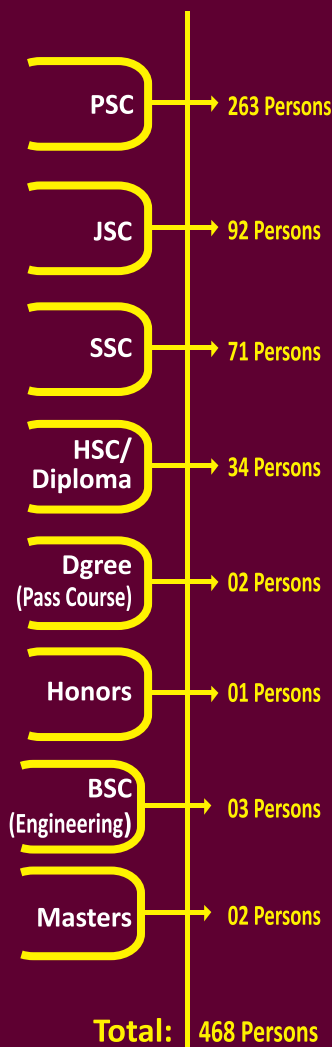 PSC 263 Persons
JSC 92 Persons
SSC 71 Persons
HSC/
Diploma 34 Persons
Dgree
(Pass Course) 02 Persons
Honors 01 Persons
BSC
(Engineering) 03 Persons
Masters 02 Persons
Total: 468 Persons